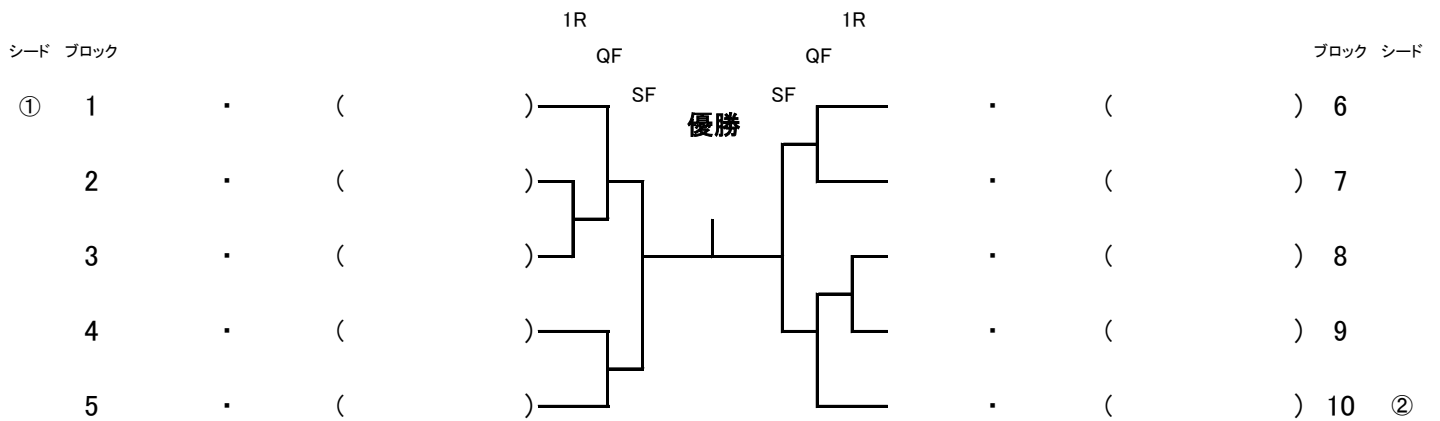 1R 1R
QF QF
シード ブロック ブロック シード
SF SF
① 1 ・ ( ) ・ ( ) 6
優勝
2 ・ ( ) ・ ( ) 7
3 ・ ( ) ・ ( ) 8
4 ・ ( ) ・ ( ) 9
5 ・ ( ) ・ ( ) 10 ②